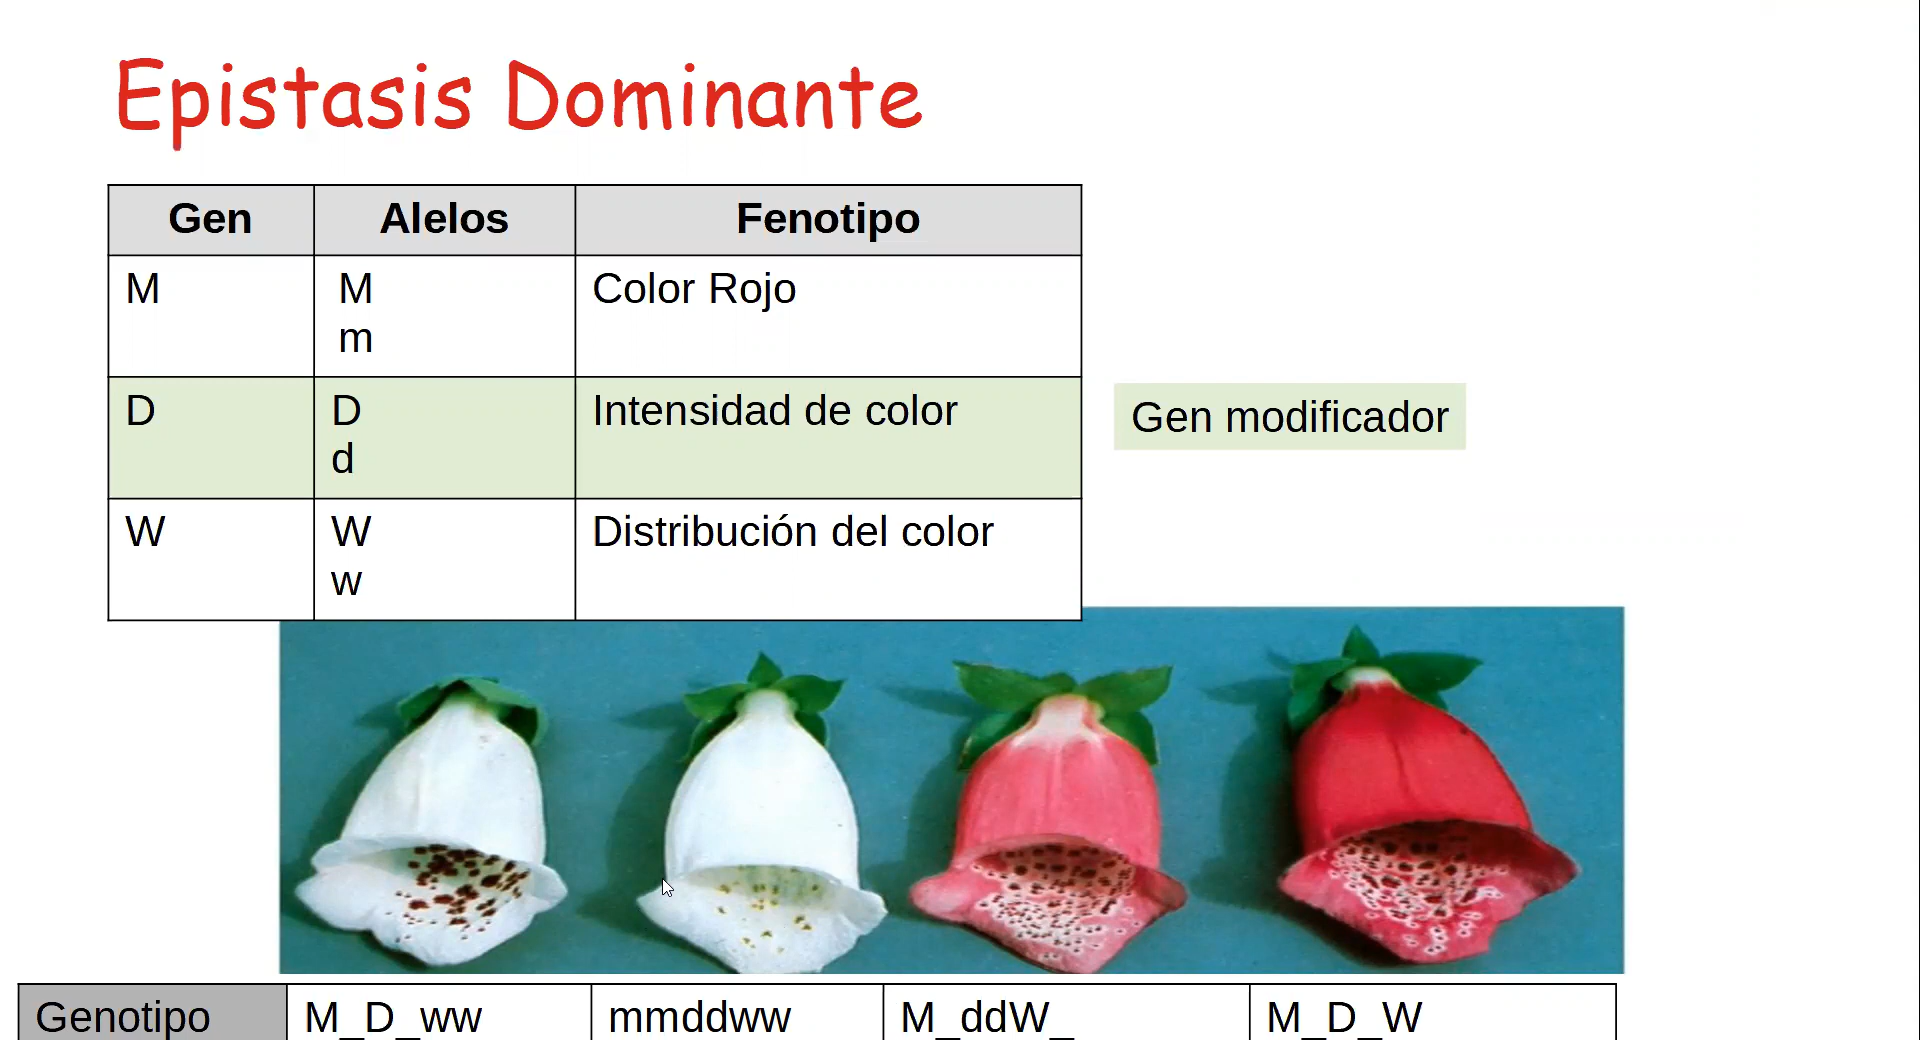 Epistasis Dominante
Gen Alelos Fenotipo
M M Color Rojo
m
D D Intensidad de color
d
Gen modificador
W W Distribución del color
w
Genotipo M_D_ww mmddww M_ddW_ M_D_W